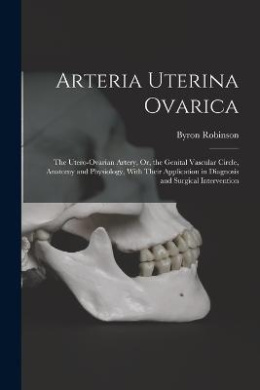 Arteria Uterina
Ovarica
Byron Robinson
The Utero-Ovarian Artery, Or, the Genital Vascular Circle,
Anatomy and Physiology, With Their Application in Diagnosis
and Surgical Intervention